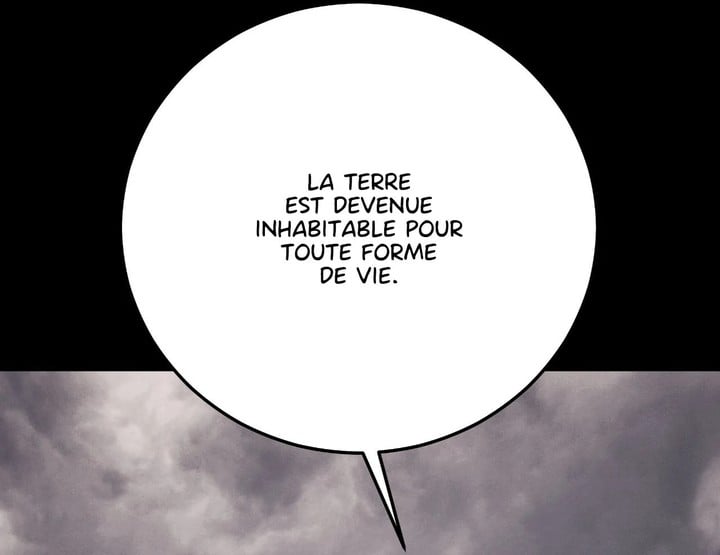 LA TERRE
EST DEVENUE
INHABITABLE POUR
TOUTE FORME
DE VIE.